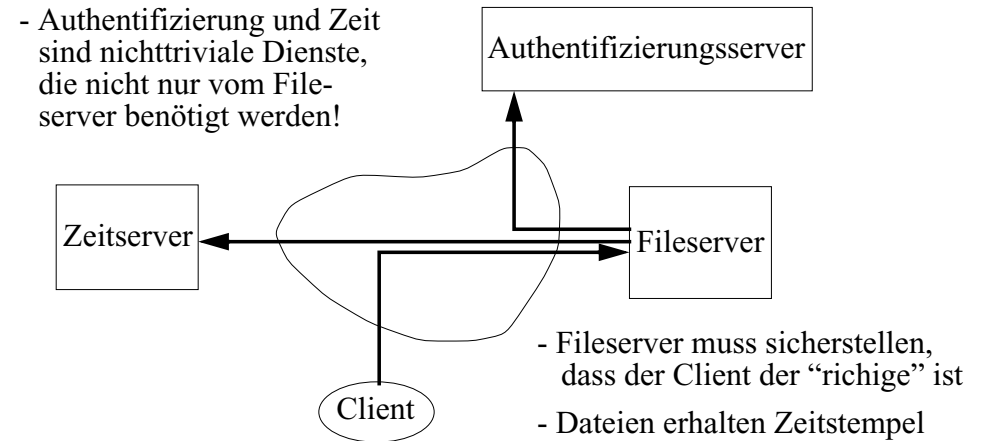 - Authentifizierung und Zeit
sind nichttriviale Dienste,
die nicht nur vom File-
server benötigt werden!
Authentifizierungsserver
Zeitserver
Fileserver
Client
- Fileserver muss sicherstellen,
dass der Client der “richige” ist
- Dateien erhalten Zeitstempel